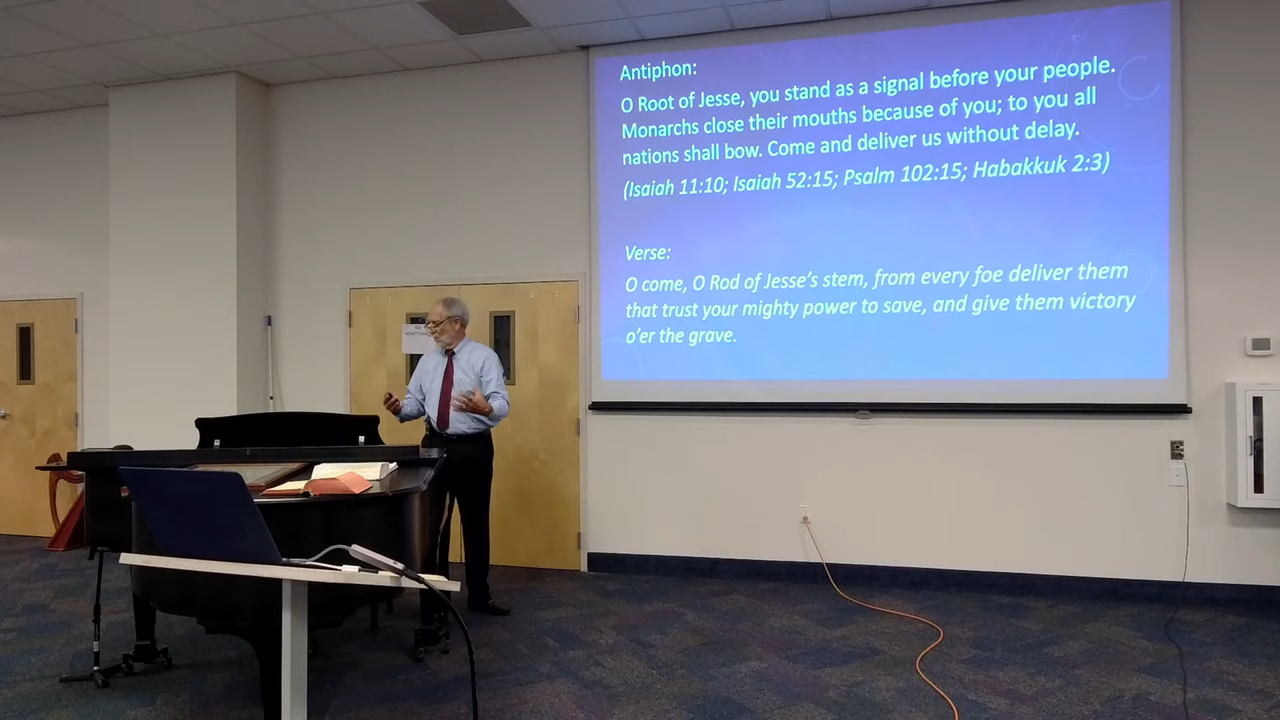 Antiphon:
O Root of Jesse, you stand as a signal before your people.
Monarchs close their mouths because of you; to you all
nations shall bow. Come and deliver us without delay.
(Isaiah 11:10; Isaiah 52:15; Psalm 102:15; Habakkuk 2:3)
Verse:
O come, O Rod of Jesse's stem, from every foe deliver them
that trust your mighty power to save, and give them victory
o'er the grave.